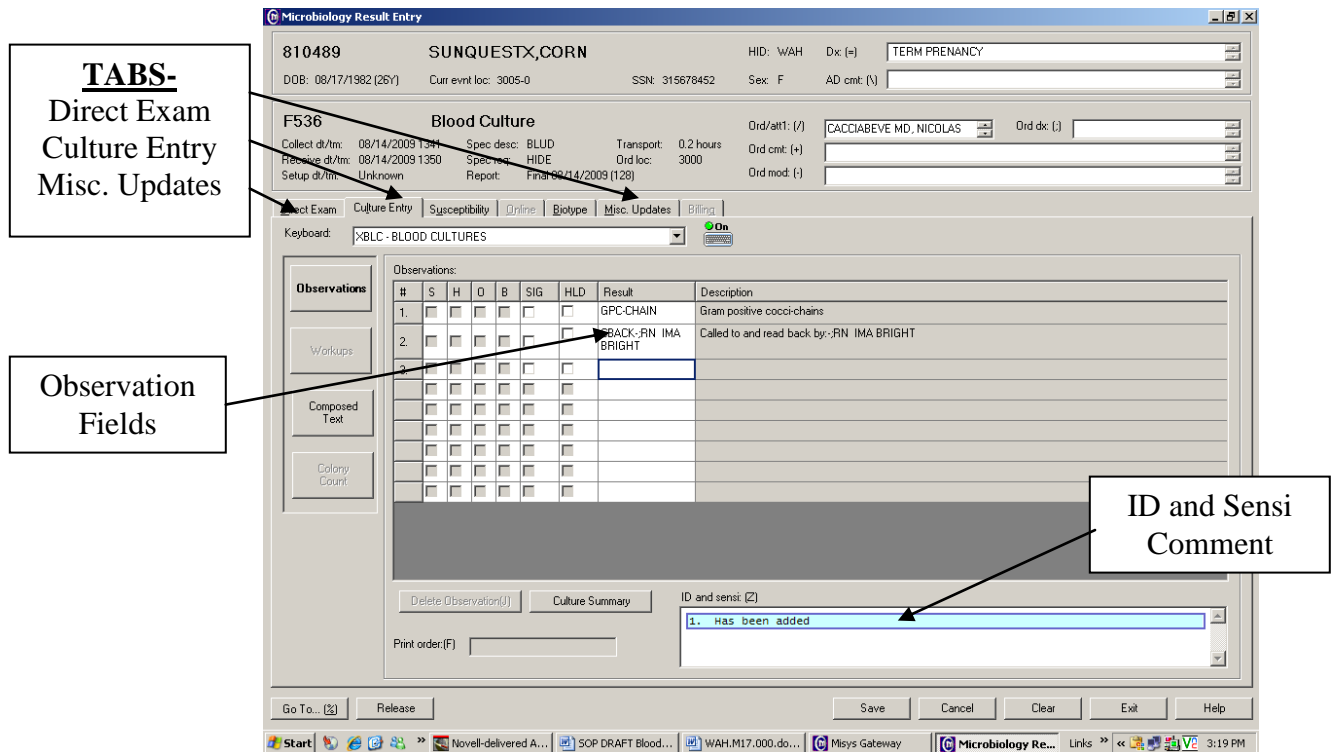 Microbiology Result Entry
810489 SUNQUESTX,CORN HID: WAH Dx: (=) TERM PRENANCY
DOB: 08/17/1982 (26Y) Curr evnt loc: 3005-0 SSN: 315678452 Sex: F AD cmt: (\)
TABS-
Direct Exam
Culture Entry
Misc. Updates
F536 Blood Culture Ord/att1: (/) CACCIABEVE MD, NICOLAS Ord dx: (;)
Collect dt/tm: 08/14/2009 1341 Spec desc: BLUD Transport: 0.2 hours Ord cmt: (+)
Receive dt/tm: 08/14/2009 1350 Spec req: HIDE Ord loc: 3000
Setup dt/tm: Unknown Report: Final 08/14/2009 (128) Ord mod: (-)
Direct Exam Culture Entry Susceptibility Online Biotype Misc. Updates Billing
Keyboard: XBLC - BLOOD CULTURES On
Observations
Workups
Composed
Text
Colony
Count
Observations:
# S H O B SIG HLD Result Description
1. GPC-CHAIN Gram positive cocci-chains
2. CBACK-;RN IMA BRIGHT Called to and read back by:-;RN IMA BRIGHT
3.
Observation
Fields
ID and Sensi
Comment
Delete Observation(J) Culture Summary ID and sensi: (Z)
1. Has been added
Print order:(F)
Go To... (%) Release Save Cancel Clear Exit Help
Start » Novell-delivered A... SOP DRAFT Blood... WAH.M17.000.do... Misys Gateway Microbiology Re... Links » « 3:19 PM